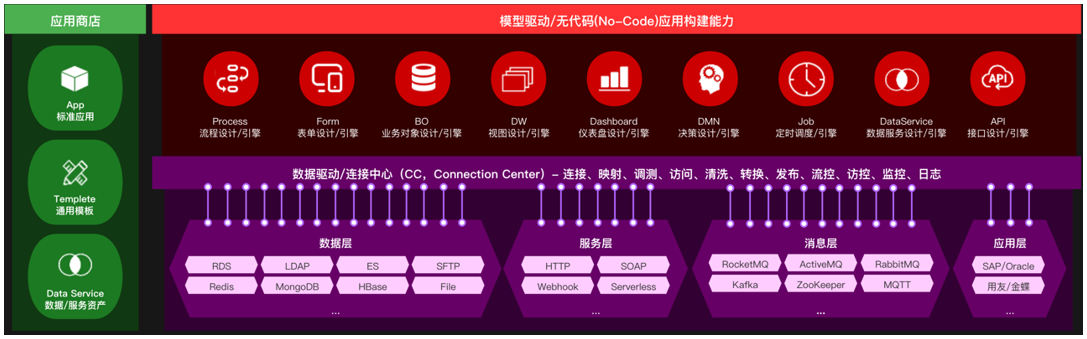 应用商店
App
标准应用
Templete
通用模板
Data Service
数据/服务资产
模型驱动/无代码(No-Code)应用构建能力
Process
流程设计/引擎
Form
表单设计/引擎
BO
业务对象设计/引擎
DW
视图设计/引擎
Dashboard
仪表盘设计/引擎
DMN
决策设计/引擎
Job
定时调度/引擎
DataService
数据服务设计/引擎
API
API
接口设计/引擎
数据驱动/连接中心（CC，Connection Center）– 连接、映射、调测、访问、清洗、转换、发布、流控、访控、监控、日志
数据层
RDS LDAP ES SFTP
Redis MongoDB HBase File
...
服务层
HTTP SOAP
Webhook Serverless
...
消息层
RocketMQ ActiveMQ RabbitMQ
Kafka ZooKeeper MQTT
...
应用层
SAP/Oracle
用友/金蝶
...